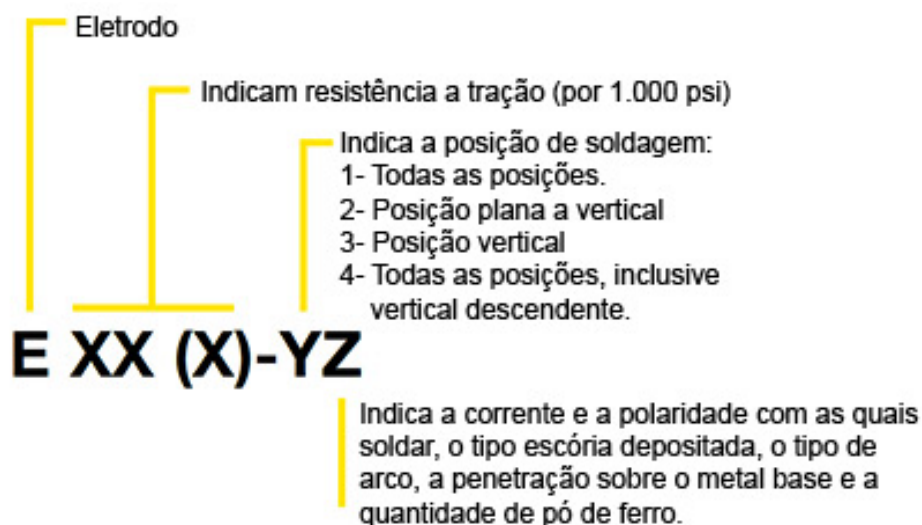 Eletrodo
Indicam resistência a tração (por 1.000 psi)
Indica a posição de soldagem:
1- Todas as posições.
2- Posição plana a vertical
3- Posição vertical
4- Todas as posições, inclusive
vertical descendente.
E XX (X)-YZ
Indica a corrente e a polaridade com as quais
soldar, o tipo escória depositada, o tipo de
arco, a penetração sobre o metal base e a
quantidade de pó de ferro.